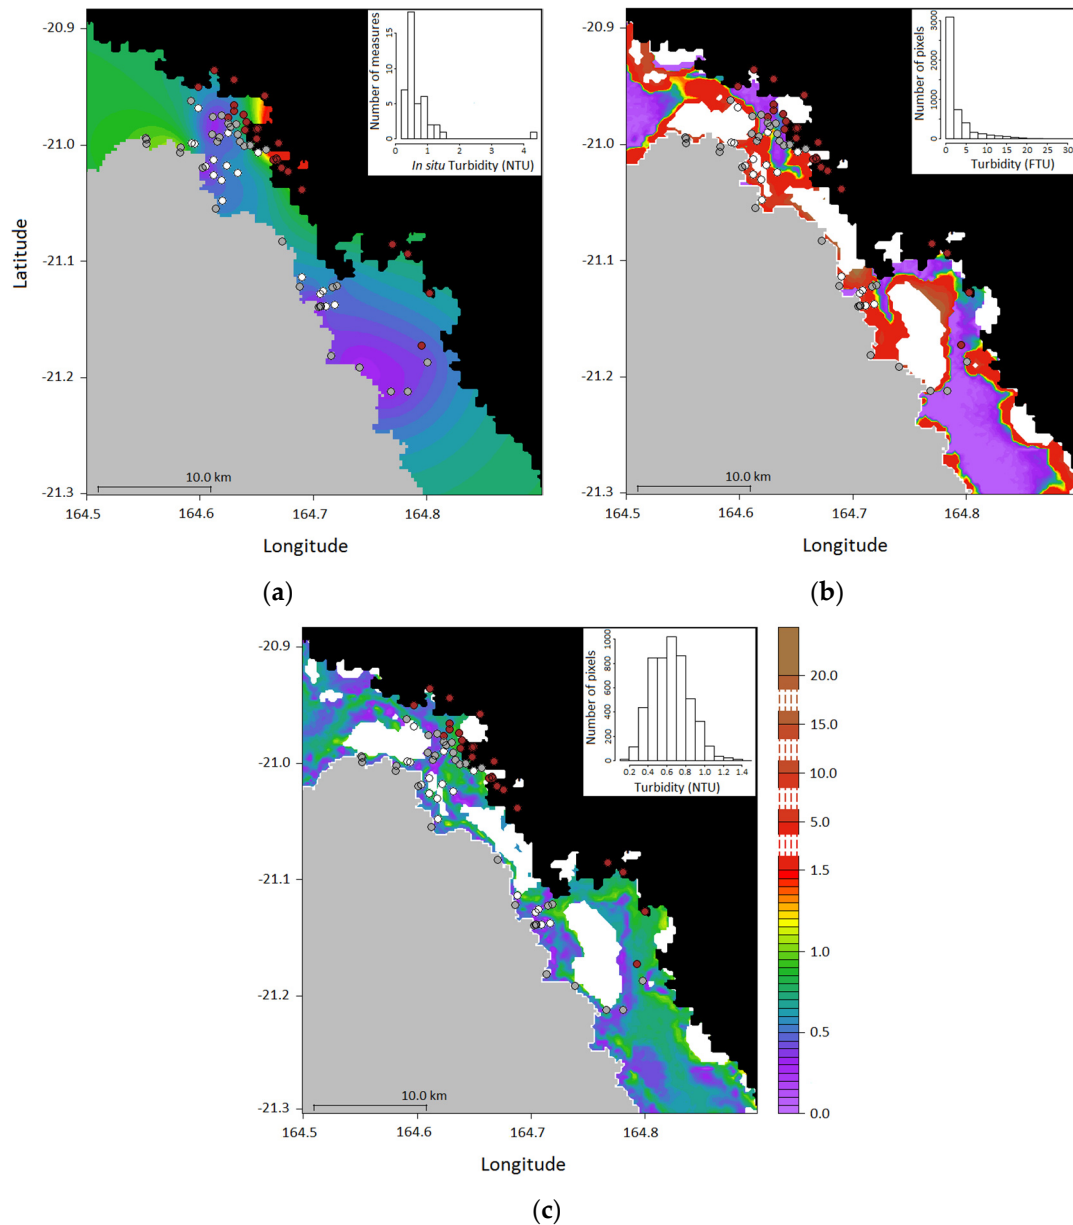 -20.9
-21.0
-21.1
-21.2
-21.3
Latitude
164.5 164.6 164.7 164.8
Longitude
10.0 km
Number of measures
0 5 10 15
0 1 2 3 4
In situ Turbidity (NTU)
(a)
-20.9
-21.0
-21.1
-21.2
-21.3
164.5 164.6 164.7 164.8
Longitude
10.0 km
Number of pixels
0 1000 3000
0 5 10 15 20 25 30
Turbidity (FTU)
(b)
-20.9
-21.0
-21.1
-21.2
-21.3
164.5 164.6 164.7 164.8
Longitude
10.0 km
Number of pixels
0 200 400 600 800 1000
0.2 0.4 0.6 0.8 1.0 1.2 1.4
Turbidity (NTU)
20.0
15.0
10.0
5.0
1.5
1.0
0.5
0.0
(c)